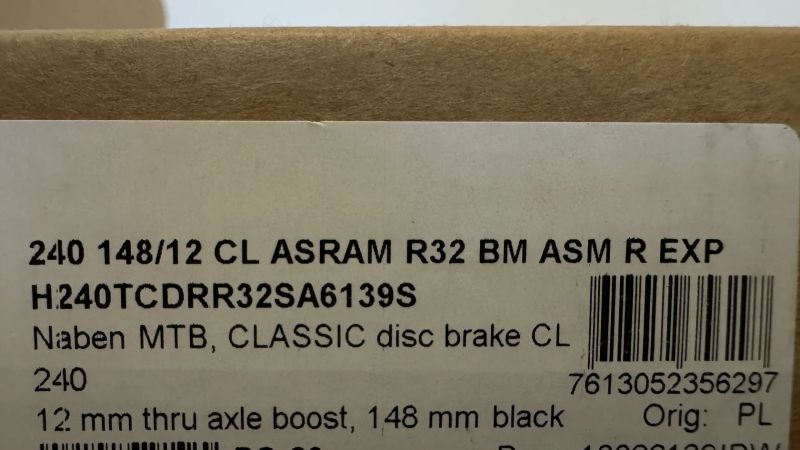 240 148/12 CL ASRAM R32 BM ASM R EXP
H240TCDRR32SA6139S
Naben MTB, CLASSIC disc brake CL
240
7613052356297
12 mm thru axle boost, 148 mm black
Orig: PL